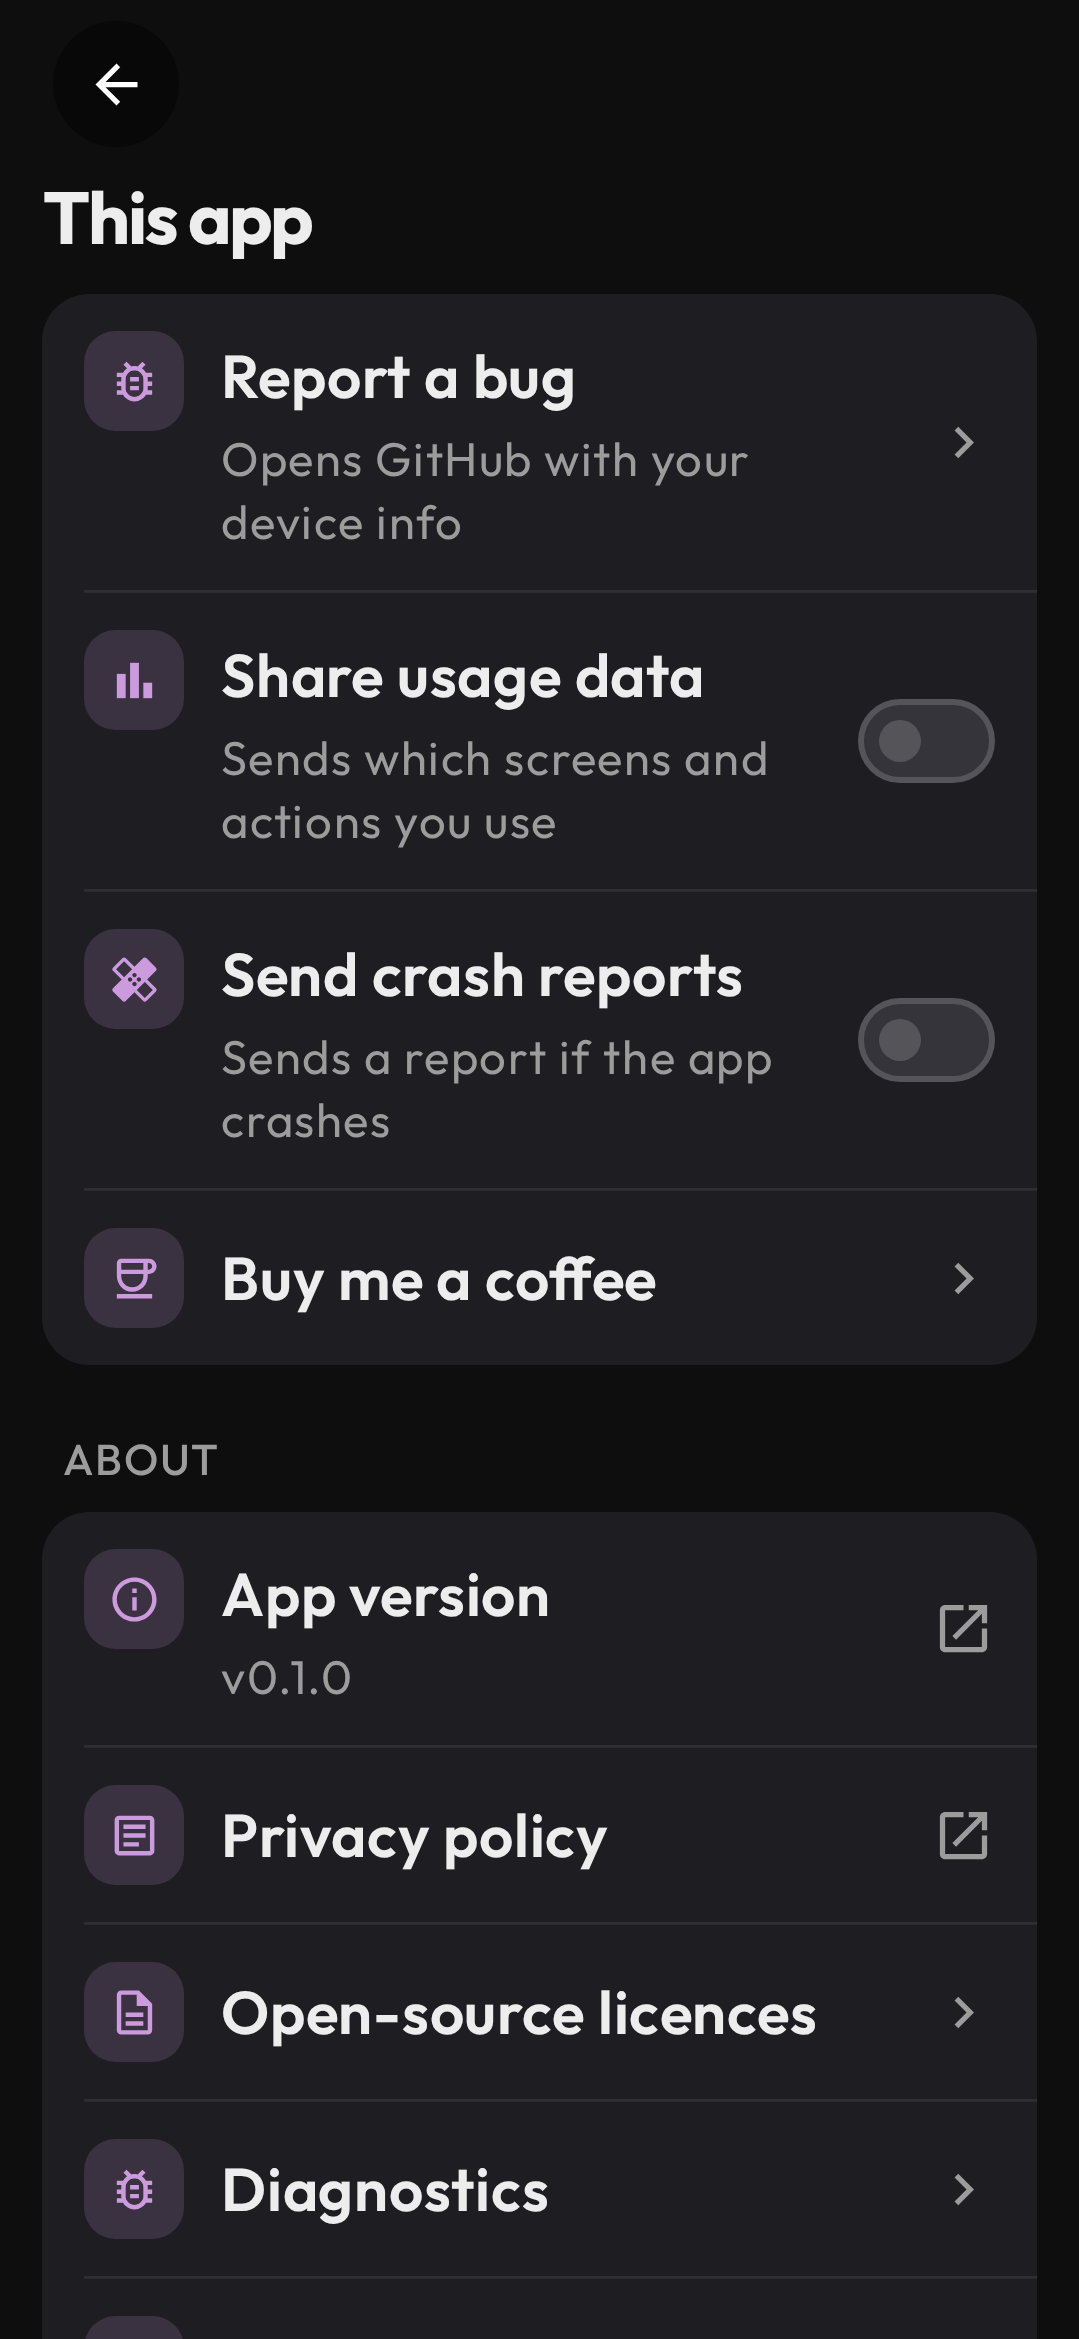 This app
Report a bug
Opens GitHub with your
device info
Share usage data
Sends which screens and
actions you use
Send crash reports
Sends a report if the app
crashes
Buy me a coffee
ABOUT
App version
v0.1.0
Privacy policy
Open-source licences
Diagnostics